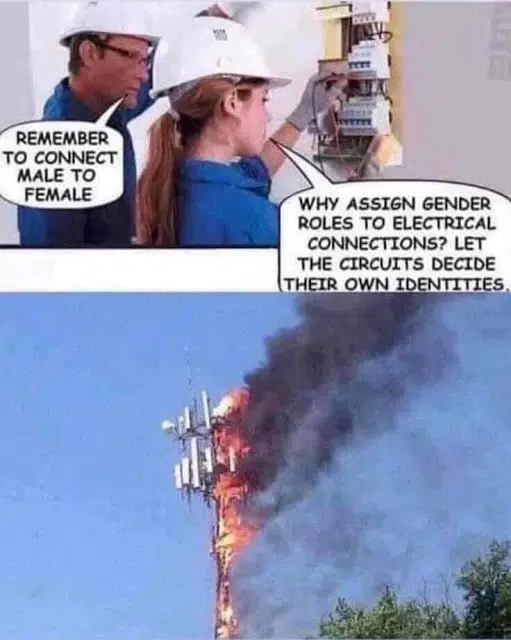 REMEMBER
TO CONNECT
MALE TO
FEMALE
WHY ASSIGN GENDER
ROLES TO ELECTRICAL
CONNECTIONS? LET
THE CIRCUITS DECIDE
THEIR OWN IDENTITIES.